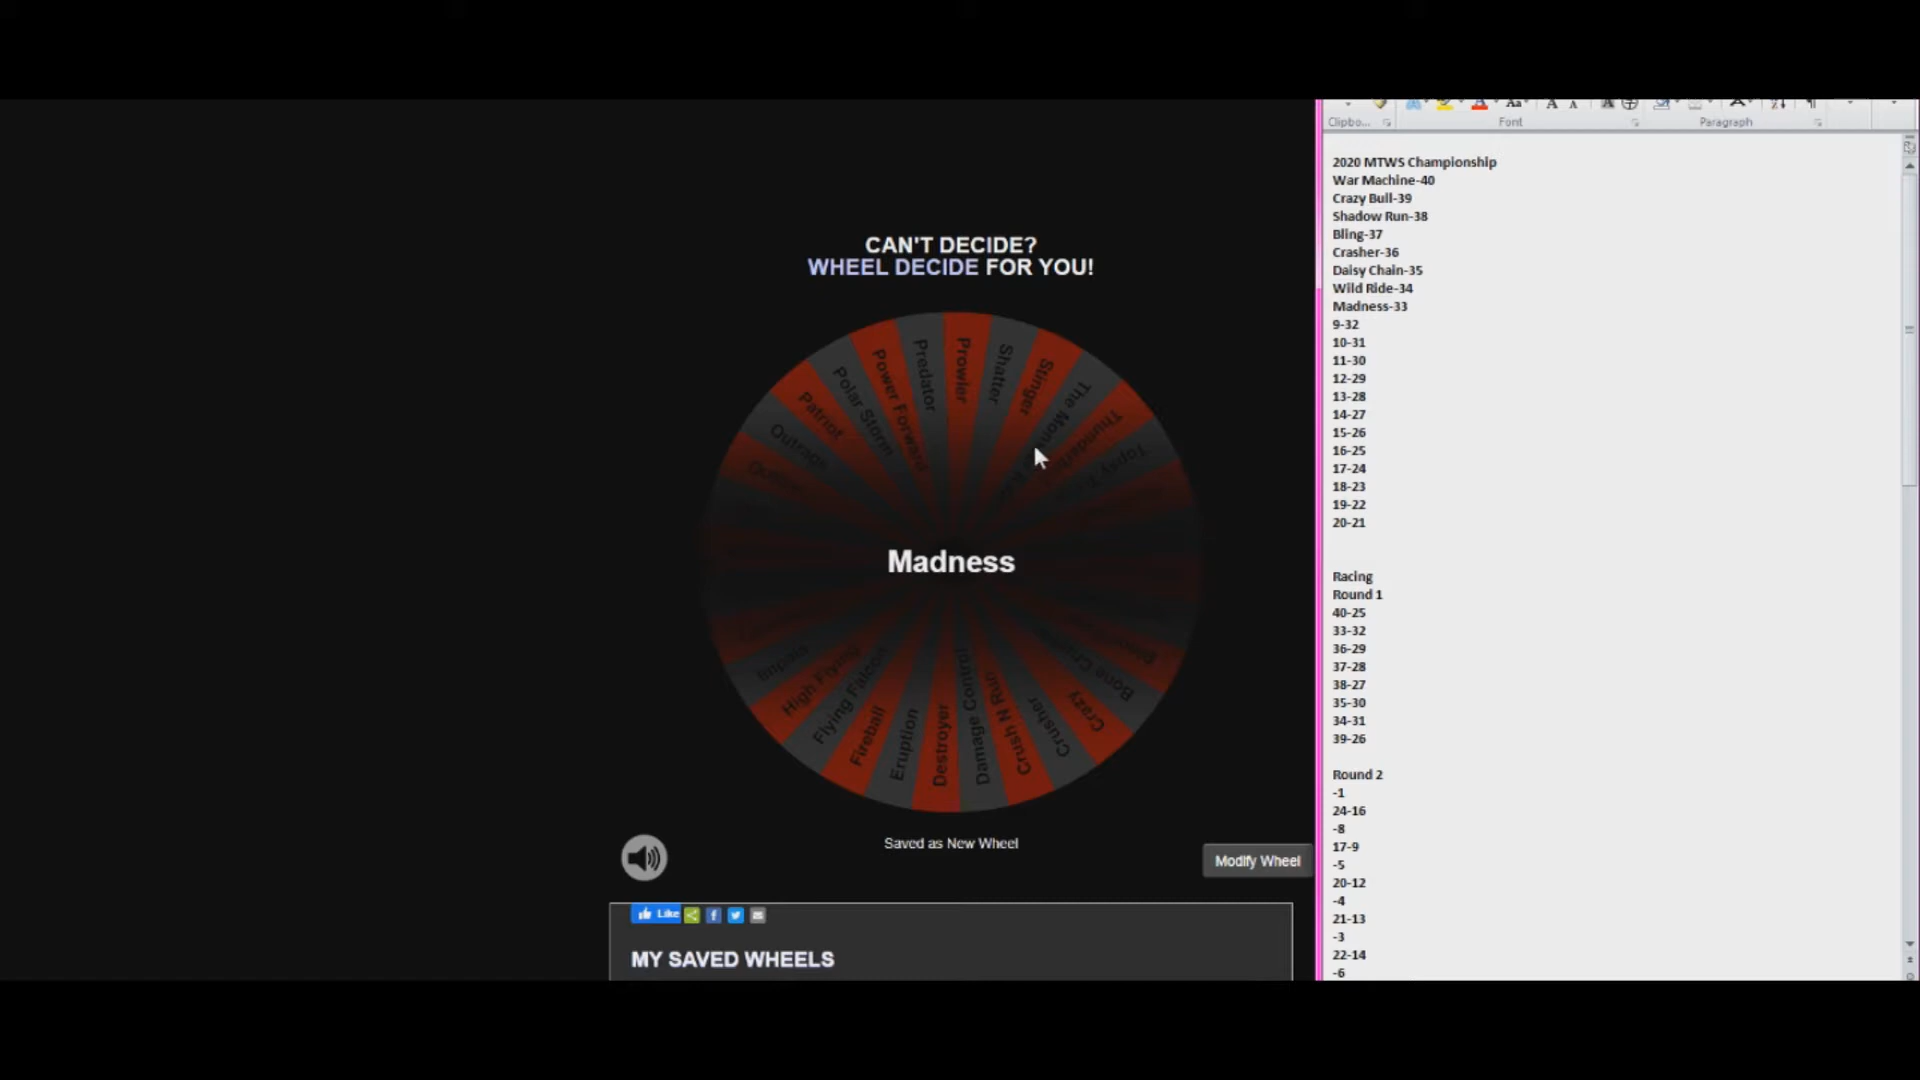 CAN'T DECIDE?
WHEEL DECIDE FOR YOU!
Outrage
Patriot
Polar Storm
Power Forward
Predator
Prowler
Shatter
Stinger
Madness
Impaler
High Flying
Flying Falcon
Fireball
Eruption
Destroyer
Damage Control
Crush N Run
Crusher
Crazy
Bone Crusher
Saved as New Wheel
Modify Wheel
Like
MY SAVED WHEELS
Clipbo...
Font
Paragraph
2020 MTWS Championship
War Machine-40
Crazy Bull-39
Shadow Run-38
Bling-37
Crasher-36
Daisy Chain-35
Wild Ride-34
Madness-33
9-32
10-31
11-30
12-29
13-28
14-27
15-26
16-25
17-24
18-23
19-22
20-21
Racing
Round 1
40-25
33-32
36-29
37-28
38-27
35-30
34-31
39-26
Round 2
-1
24-16
-8
17-9
-5
20-12
-4
21-13
-3
22-14
-6